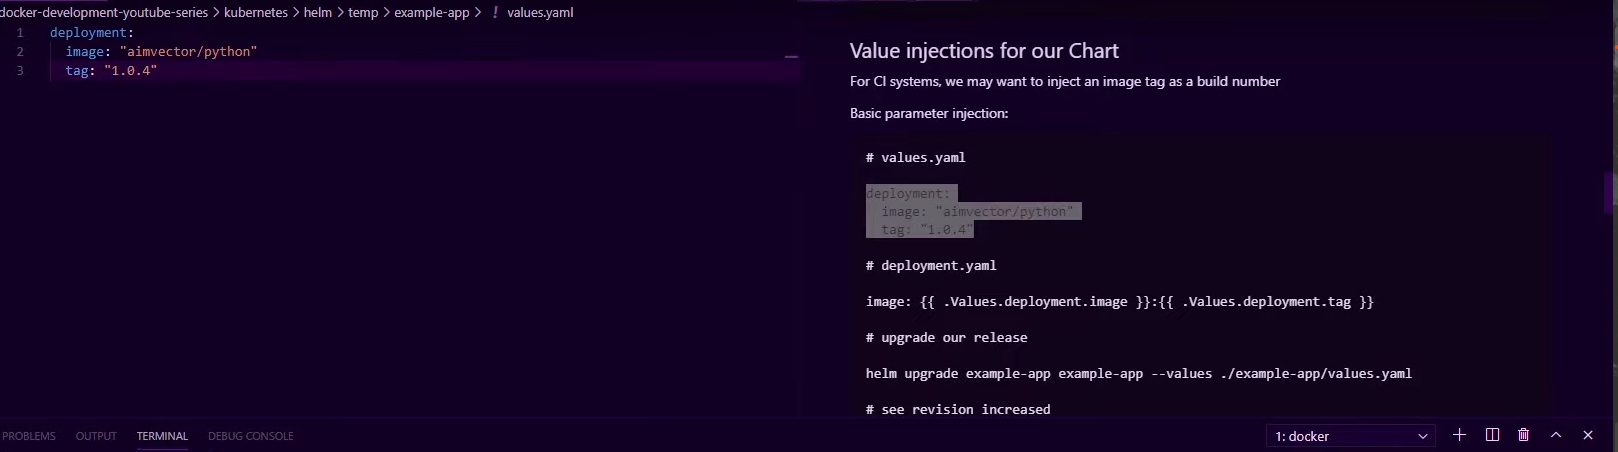 docker-development-youtube-series > kubernetes > helm > temp > example-app > ! values.yaml
1 deployment:
2 image: "aimvector/python"
3 tag: "1.0.4"
Value injections for our Chart
For CI systems, we may want to inject an image tag as a build number
Basic parameter injection:
# values.yaml
deployment:
image: "aimvector/python"
tag: "1.0.4"
# deployment.yaml
image: {{ .Values.deployment.image }}:{{ .Values.deployment.tag }}
# upgrade our release
helm upgrade example-app example-app --values ./example-app/values.yaml
# see revision increased
PROBLEMS OUTPUT TERMINAL DEBUG CONSOLE 1: docker